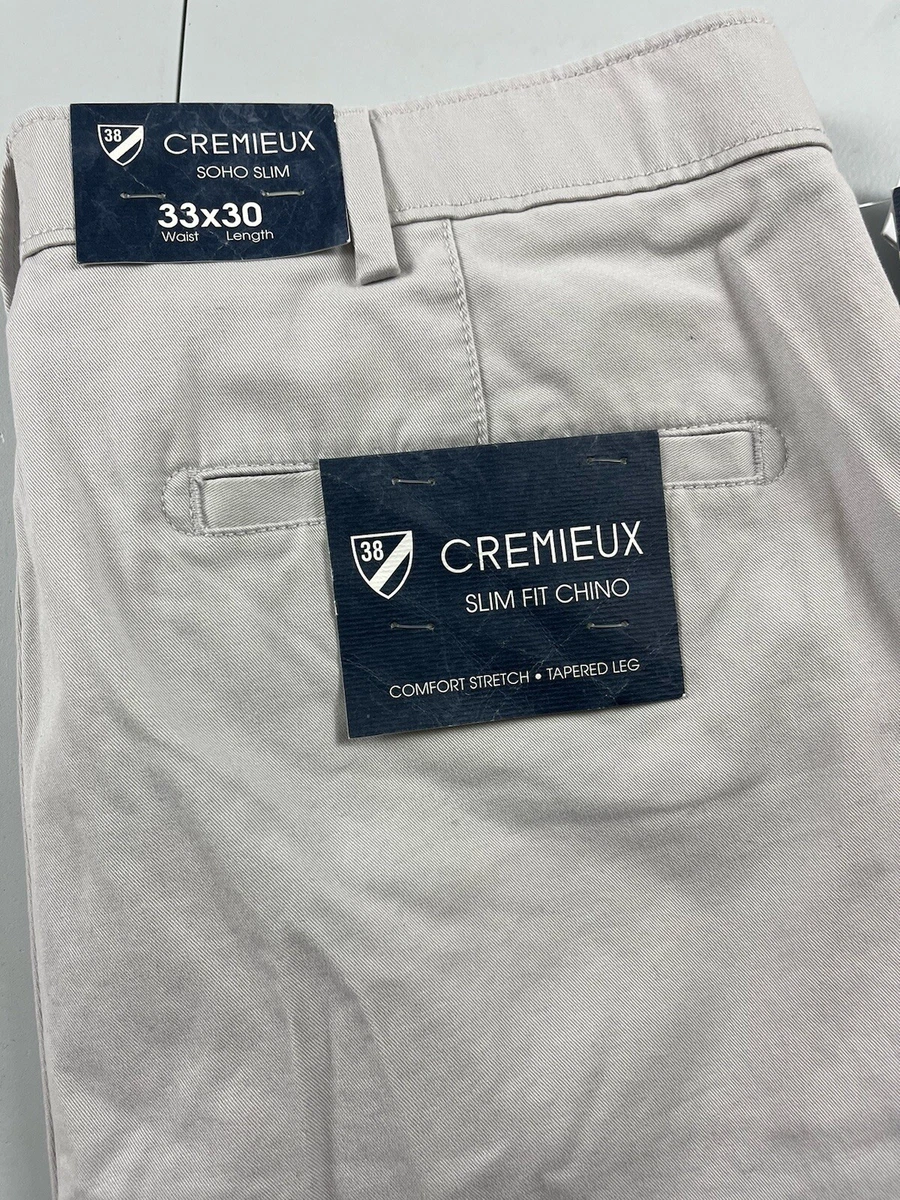 38 CREMIEUX
SOHO SLIM
33x30
Waist Length
38 CREMIEUX
SLIM FIT CHINO
COMFORT STRETCH • TAPERED LEG